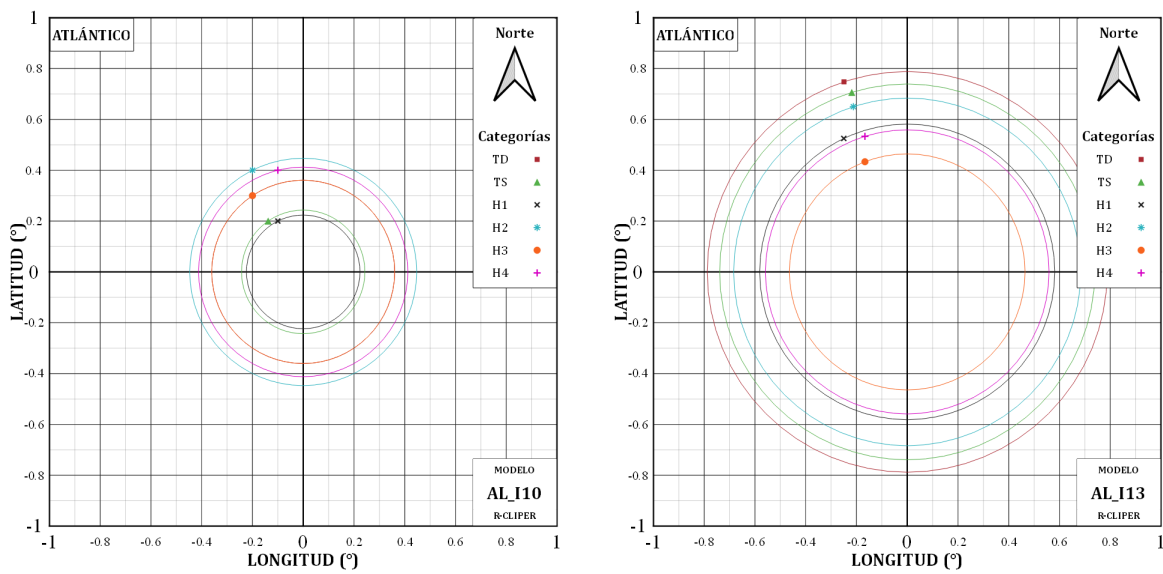 ATLÁNTICO
Norte
Categorías
TD
TS
H1
H2
H3
H4
MODELO
AL_I10
R-CLIPER
LATITUD (°)
1
0.8
0.6
0.4
0.2
0
-0.2
-0.4
-0.6
-0.8
-1
-1
-0.8
-0.6
-0.4
-0.2
0
0.2
0.4
0.6
0.8
1
LONGITUD (°)
ATLÁNTICO
Norte
Categorías
TD
TS
H1
H2
H3
H4
MODELO
AL_I13
R-CLIPER
LATITUD (°)
1
0.8
0.6
0.4
0.2
0
-0.2
-0.4
-0.6
-0.8
-1
-1
-0.8
-0.6
-0.4
-0.2
0
0.2
0.4
0.6
0.8
1
LONGITUD (°)